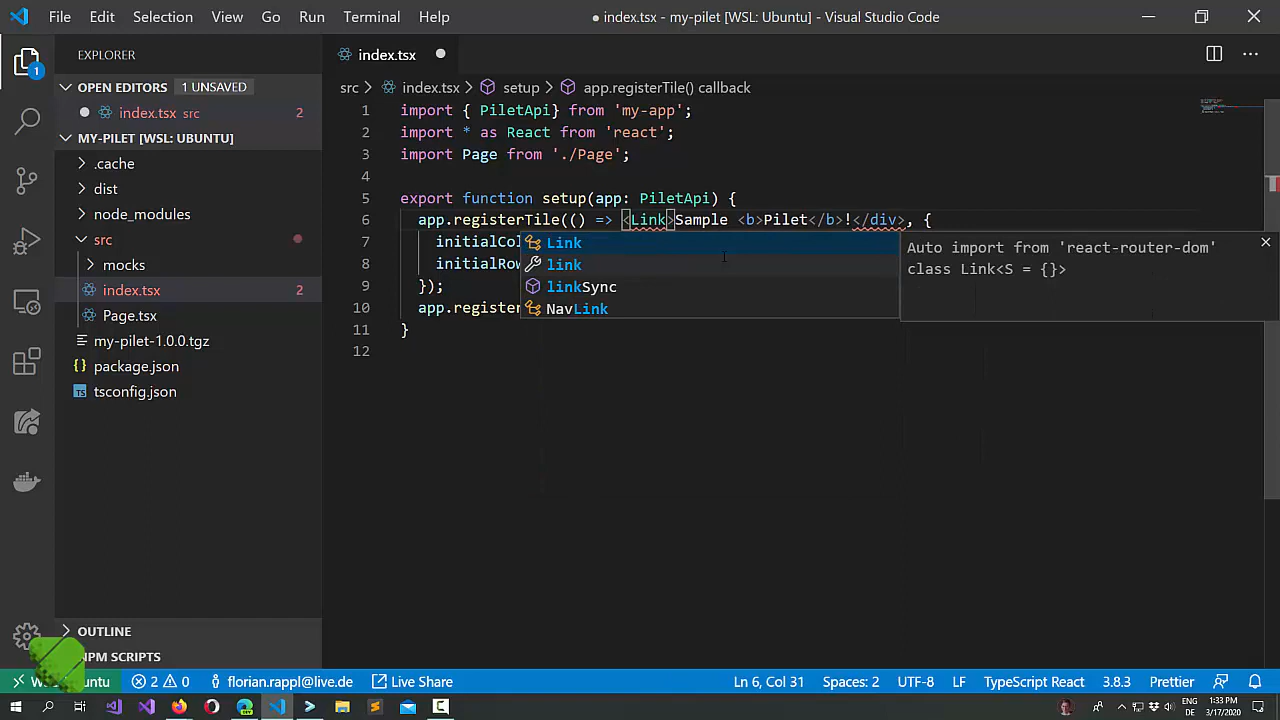 File Edit Selection View Go Run Terminal Help
● index.tsx - my-pilet [WSL: Ubuntu] - Visual Studio Code
EXPLORER
OPEN EDITORS 1 UNSAVED
index.tsx src 2
MY-PILET [WSL: UBUNTU]
.cache
dist
node_modules
src
mocks
index.tsx 2
Page.tsx
my-pilet-1.0.0.tgz
package.json
tsconfig.json
OUTLINE
NPM SCRIPTS
1
index.tsx
src > index.tsx > setup > app.registerTile() callback
1 import { PiletApi} from 'my-app';
2 import * as React from 'react';
3 import Page from './Page';
4
5 export function setup(app: PiletApi) {
6 app.registerTile(() => <Link>Sample <b>Pilet</b>!</div>, {
7 initialCol
8 initialRow
9 });
10 app.register
11 }
12
Link
link
linkSync
NavLink
Auto import from 'react-router-dom'
class Link<S = {}>
2 0 florian.rappl@live.de Live Share Ln 6, Col 31 Spaces: 2 UTF-8 LF TypeScript React 3.8.3 Prettier
ENG 1:33 PM
DE 3/17/2020